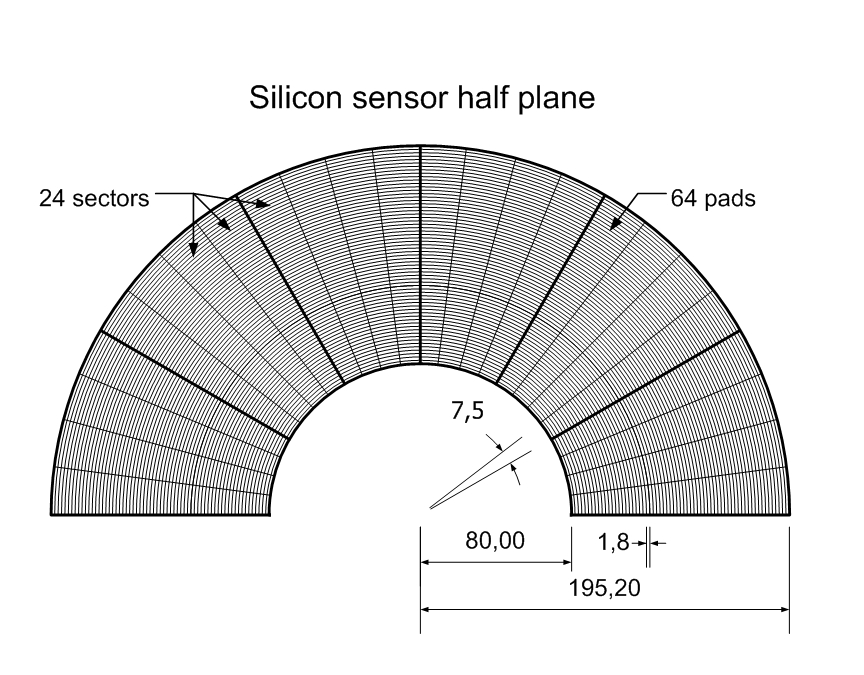 Silicon sensor half plane
24 sectors
64 pads
7,5
80,00
1,8
195,20